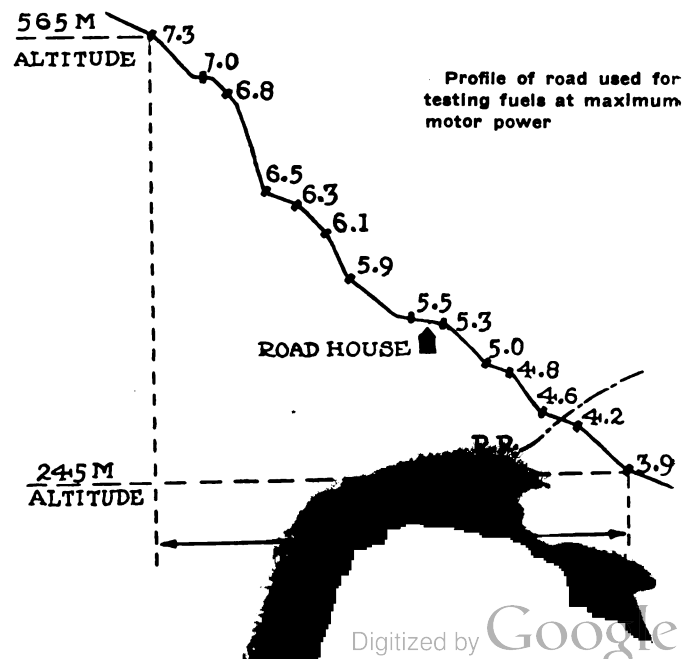 565 M
ALTITUDE
7.3
7.0
6.8
Profile of road used for
testing fuels at maximum
motor power
6.5
6.3
6.1
5.9
5.5
5.3
ROAD HOUSE
5.0
4.8
4.6
4.2
R.R.
3.9
245 M
ALTITUDE
Digitized by Google